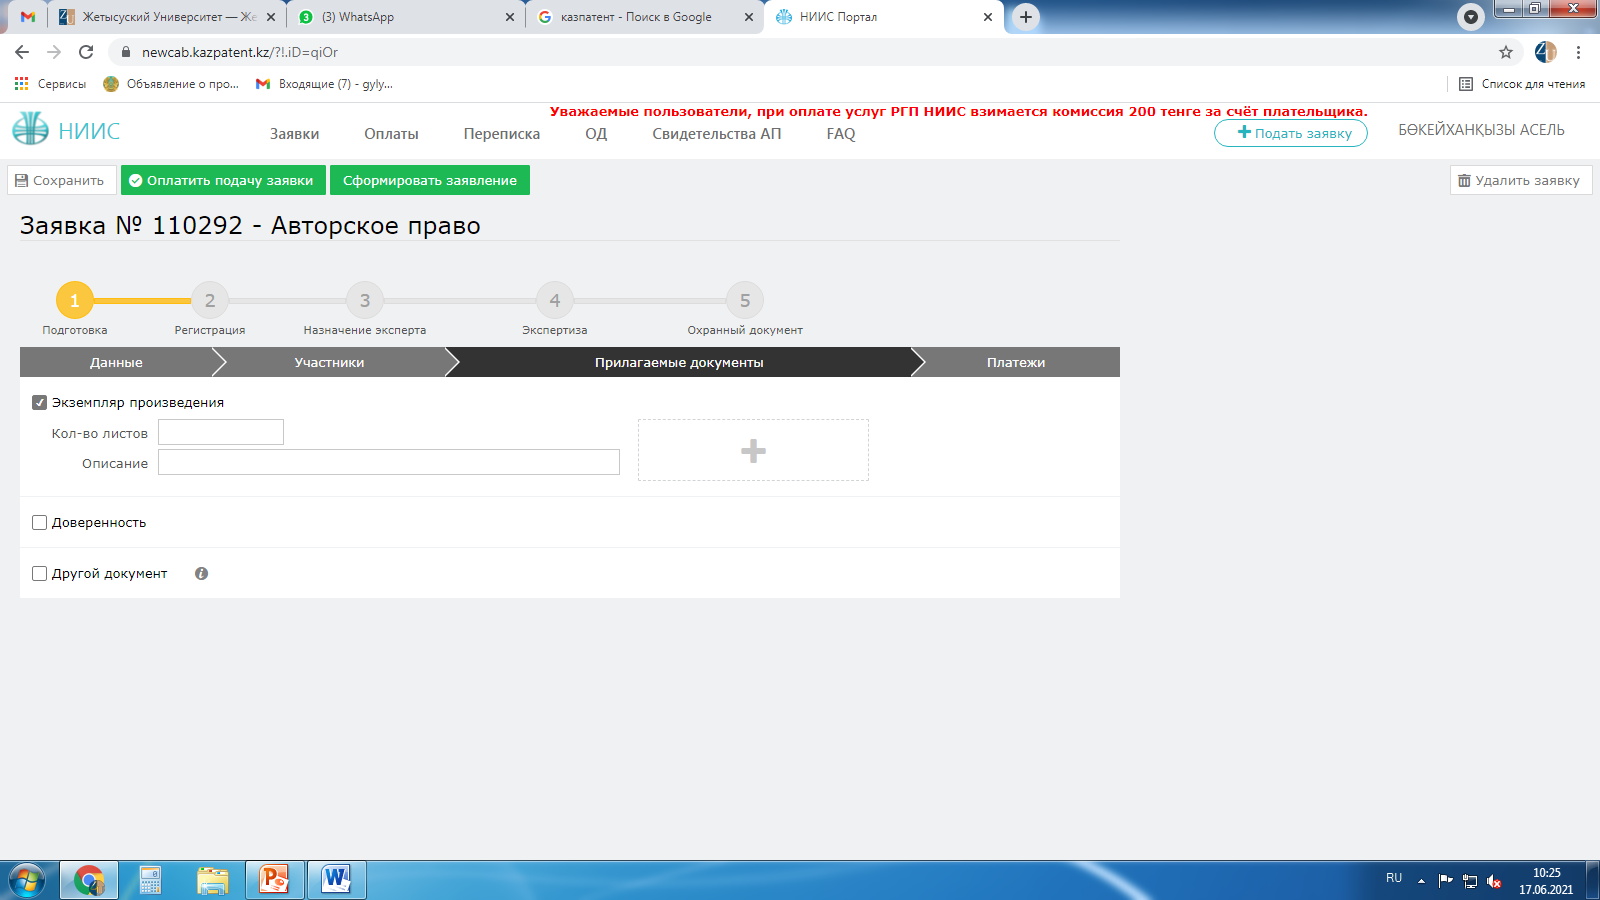 Жетысуский Университет — Же
(3) WhatsApp
казпатент - Поиск в Google
НИИС Портал
newcab.kazpatent.kz/?!.iD=qiOr
Сервисы
Объявление о про...
Входящие (7) - gyly...
Список для чтения
Уважаемые пользователи, при оплате услуг РГП НИИС взимается комиссия 200 тенге за счёт плательщика.
НИИС
Заявки
Оплаты
Переписка
ОД
Свидетельства АП
FAQ
Подать заявку
БӨКЕЙХАНҚЫЗЫ АСЕЛЬ
Сохранить
Оплатить подачу заявки
Сформировать заявление
Удалить заявку
Заявка № 110292 - Авторское право
1
2
3
4
5
Подготовка
Регистрация
Назначение эксперта
Экспертиза
Охранный документ
Данные
Участники
Прилагаемые документы
Платежи
Экземпляр произведения
Кол-во листов
Описание
Доверенность
Другой документ
RU
10:25
17.06.2021